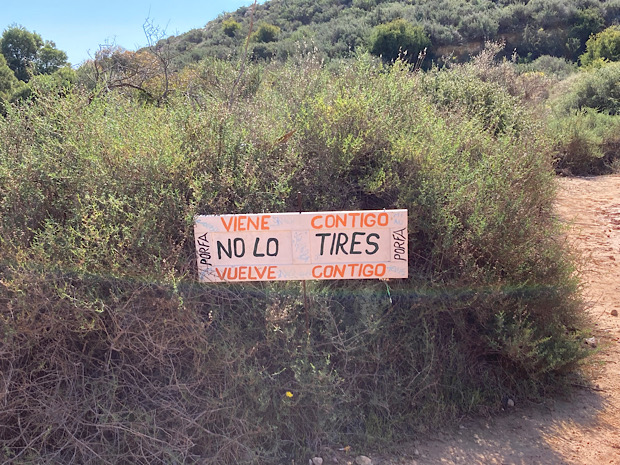 VIENE CONTIGO
PORFA
NO LO TIRES
PORFA
VUELVE CONTIGO